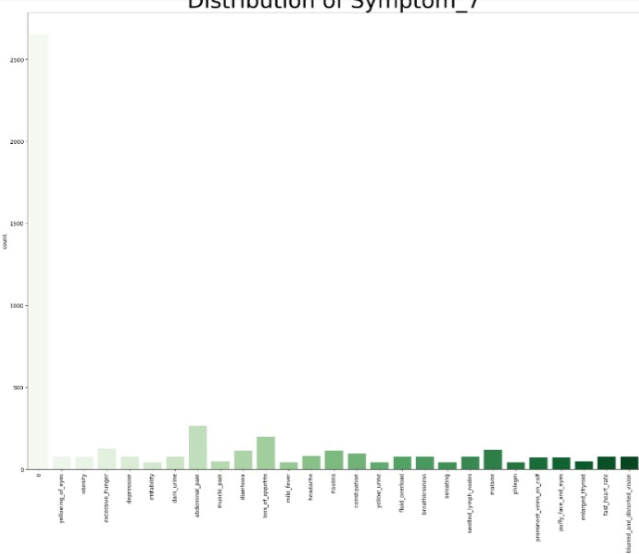 Distribution of Symptom_7
count
2500
2000
1500
1000
500
0
0
yellowing_of_eyes
obesity
excessive_hunger
depression
irritability
dark_urine
abdominal_pain
muscle_pain
diarrhoea
loss_of_appetite
mild_fever
headache
nausea
constipation
yellow_urine
fluid_overload
breathlessness
sweating
swelled_lymph_nodes
malaise
phlegm
prominent_veins_on_calf
puffy_face_and_eyes
enlarged_thyroid
fast_heart_rate
blurred_and_distorted_vision